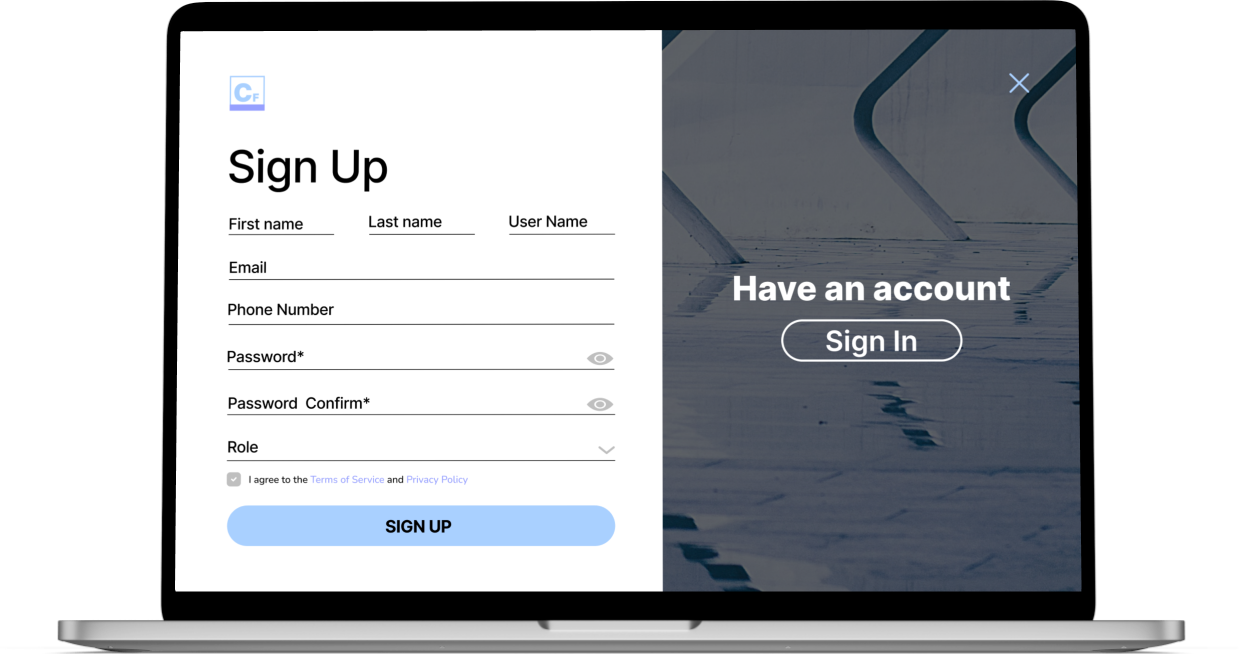 CF
Sign Up
First name Last name User Name
Email
Phone Number
Password*
Password Confirm*
Role
I agree to the Terms of Service and Privacy Policy
SIGN UP
Have an account
Sign In